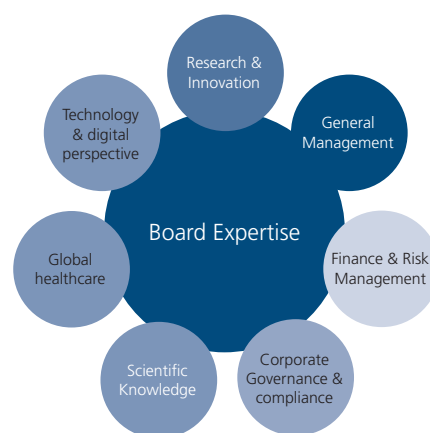 Research &
Innovation
Technology
& digital
perspective
General
Management
Board Expertise
Global
healthcare
Finance & Risk
Management
Scientific
Knowledge
Corporate
Governance &
compliance